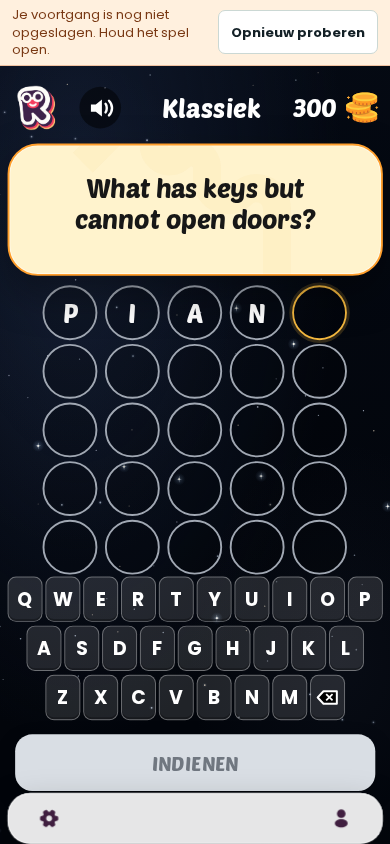 Je voortgang is nog niet
opgeslagen. Houd het spel
open.
Opnieuw proberen
Klassiek
300
What has keys but
cannot open doors?
P I A N
Q W E R T Y U I O P
A S D F G H J K L
Z X C V B N M
INDIENEN